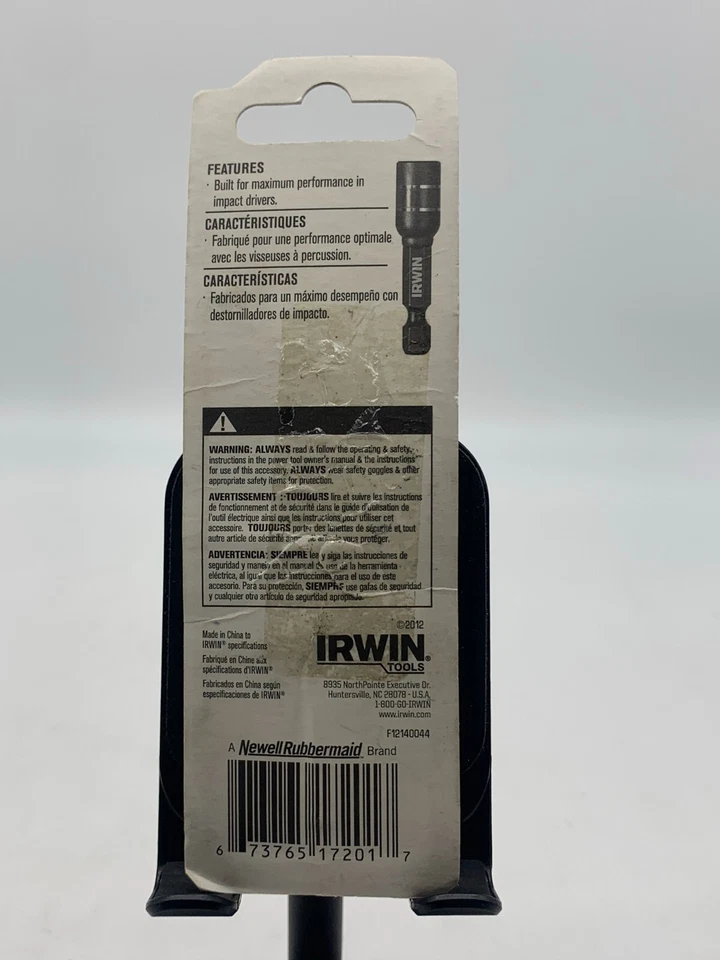 FEATURES
· Built for maximum performance in
impact drivers.
CARACTÉRISTIQUES
· Fabriqué pour une performance optimale
avec les visseuses à percussion.
CARACTERÍSTICAS
· Fabricados para un máximo desempeño con
destornilladores de impacto.
IRWIN
WARNING: ALWAYS read & follow the operating & safety
instructions in the power tool owner's manual & the instructions
for use of this accessory. ALWAYS wear safety goggles & other
appropriate safety items for protection.
AVERTISSEMENT : TOUJOURS lire et suivre les instructions
de fonctionnement et de sécurité dans le guide d'utilisation de
l'outil électrique ainsi que les instructions pour utiliser cet
accessoire. TOUJOURS porter des lunettes de sécurité et tout
autre article de sécurité vous protéger.
ADVERTENCIA: SIEMPRE lea y siga las instrucciones de
seguridad y manejo en el manual de uso de la herramienta
eléctrica, al igual que las instrucciones para el uso de este
accesorio. Para su protección, SIEMPRE use gafas de seguridad
y cualquier otro artículo de seguridad apropiado.
©2012
Made in China to
IRWIN® specifications
Fabriqué en Chine aux
spécifications d'IRWIN®
Fabricados en China según
especificaciones de IRWIN®
IRWIN®
TOOLS
8935 NorthPointe Executive Dr.
Huntersville, NC 28078 - U.S.A.
1-800-GO-IRWIN
www.irwin.com
F12140044
A NewellRubbermaid Brand
6 73765 17201 7